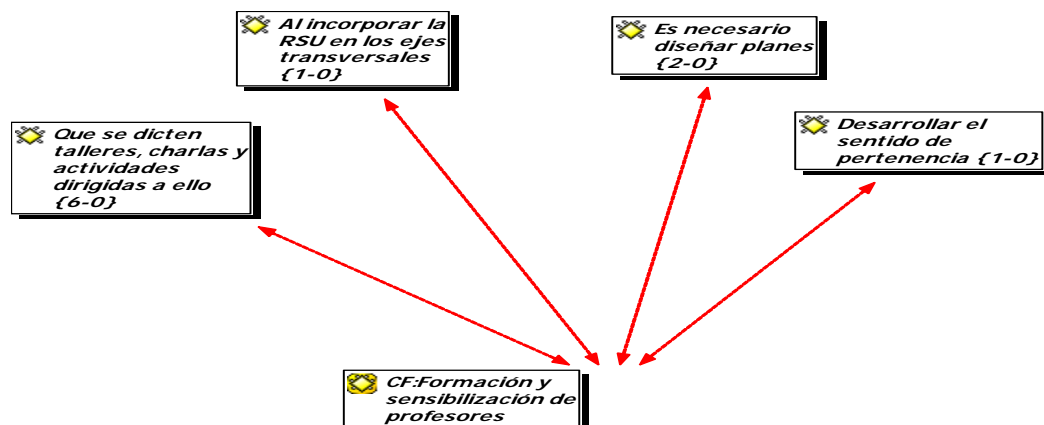 Al incorporar la
RSU en los ejes
transversales
{1-0}
Es necesario
diseñar planes
{2-0}
Que se dicten
talleres, charlas y
actividades
dirigidas a ello
{6-0}
Desarrollar el
sentido de
pertenencia {1-0}
CF:Formación y
sensibilización de
profesores